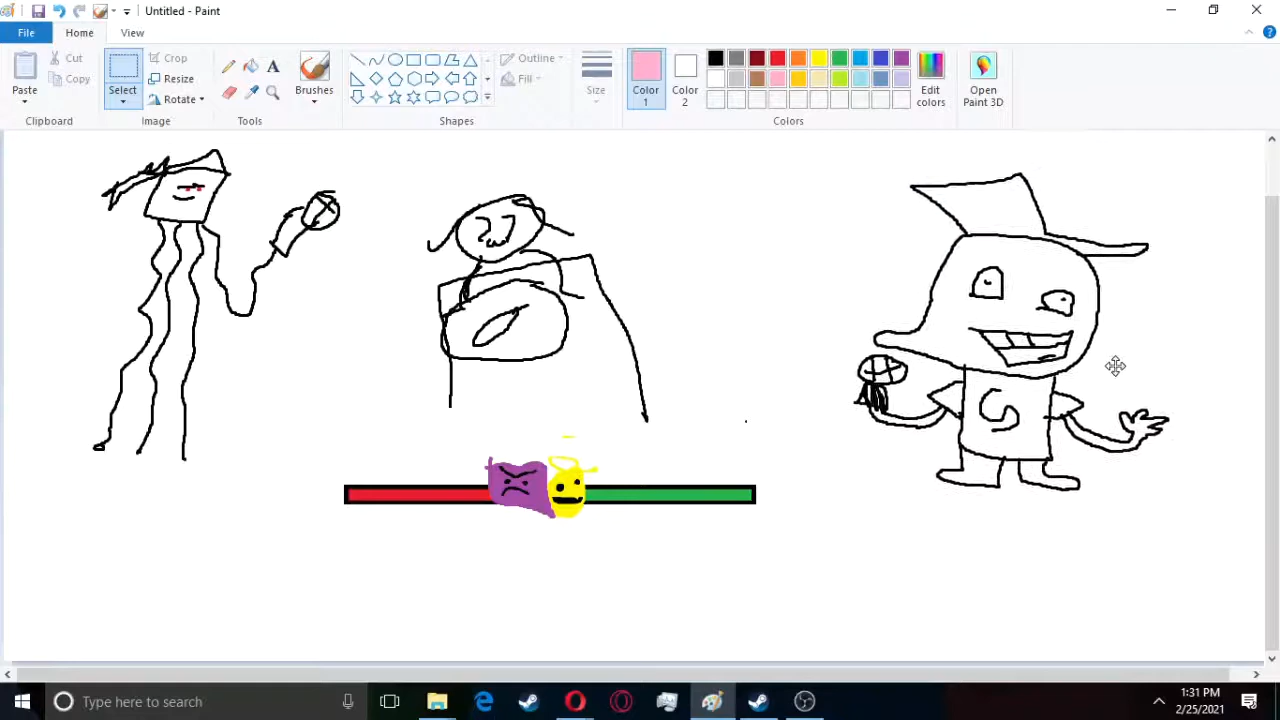 Untitled - Paint
File Home View
Paste
Cut
Copy
Clipboard
Select
Crop
Resize
Rotate
Image
A
Tools
Brushes
Outline
Fill
Shapes
Size
Color 1
Color 2
Edit colors
Open Paint 3D
Colors
Type here to search
1:31 PM
2/25/2021